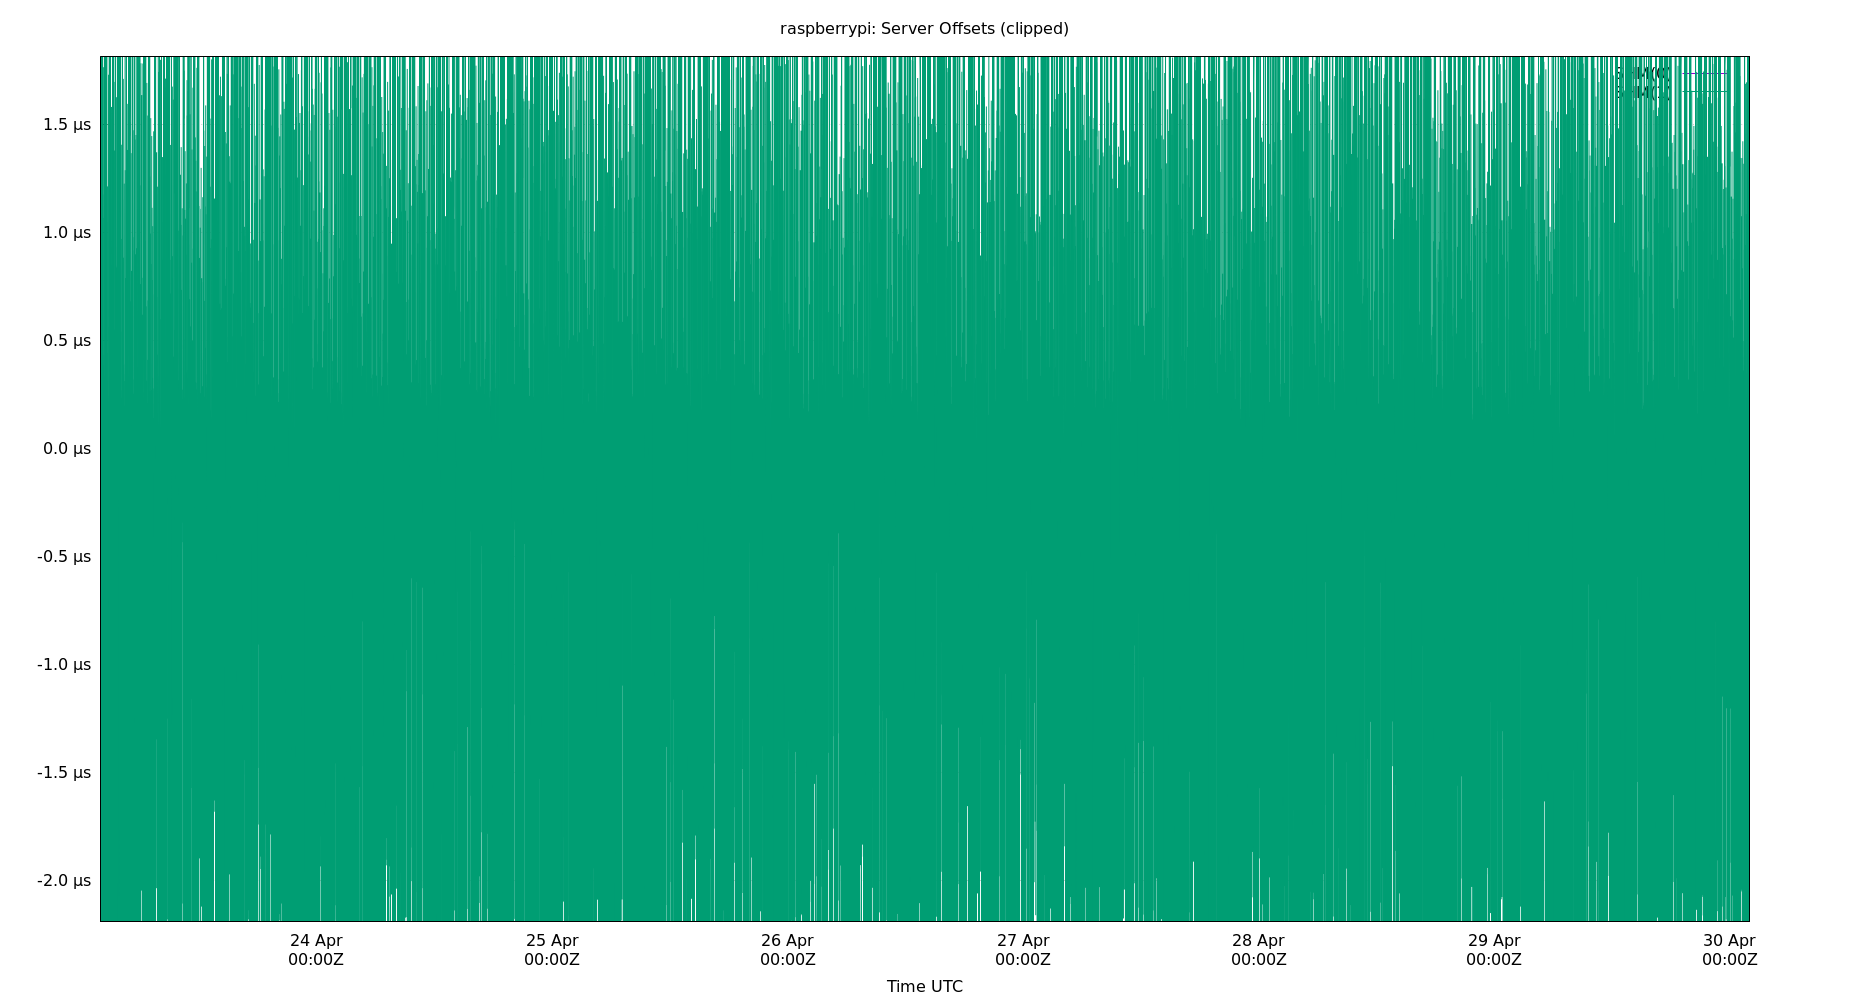 raspberrypi: Server Offsets (clipped)
1.5 µs
1.0 µs
0.5 µs
0.0 µs
-0.5 µs
-1.0 µs
-1.5 µs
-2.0 µs
24 Apr 25 Apr 26 Apr 27 Apr 28 Apr 29 Apr 30 Apr
00:00Z 00:00Z 00:00Z 00:00Z 00:00Z 00:00Z 00:00Z
Time UTC